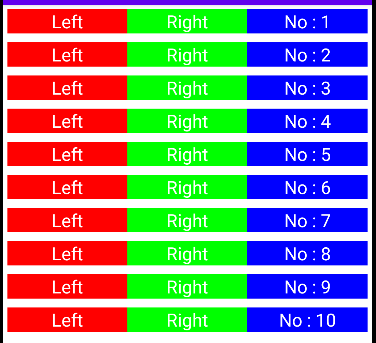 Left Right No : 1
Left Right No : 2
Left Right No : 3
Left Right No : 4
Left Right No : 5
Left Right No : 6
Left Right No : 7
Left Right No : 8
Left Right No : 9
Left Right No : 10